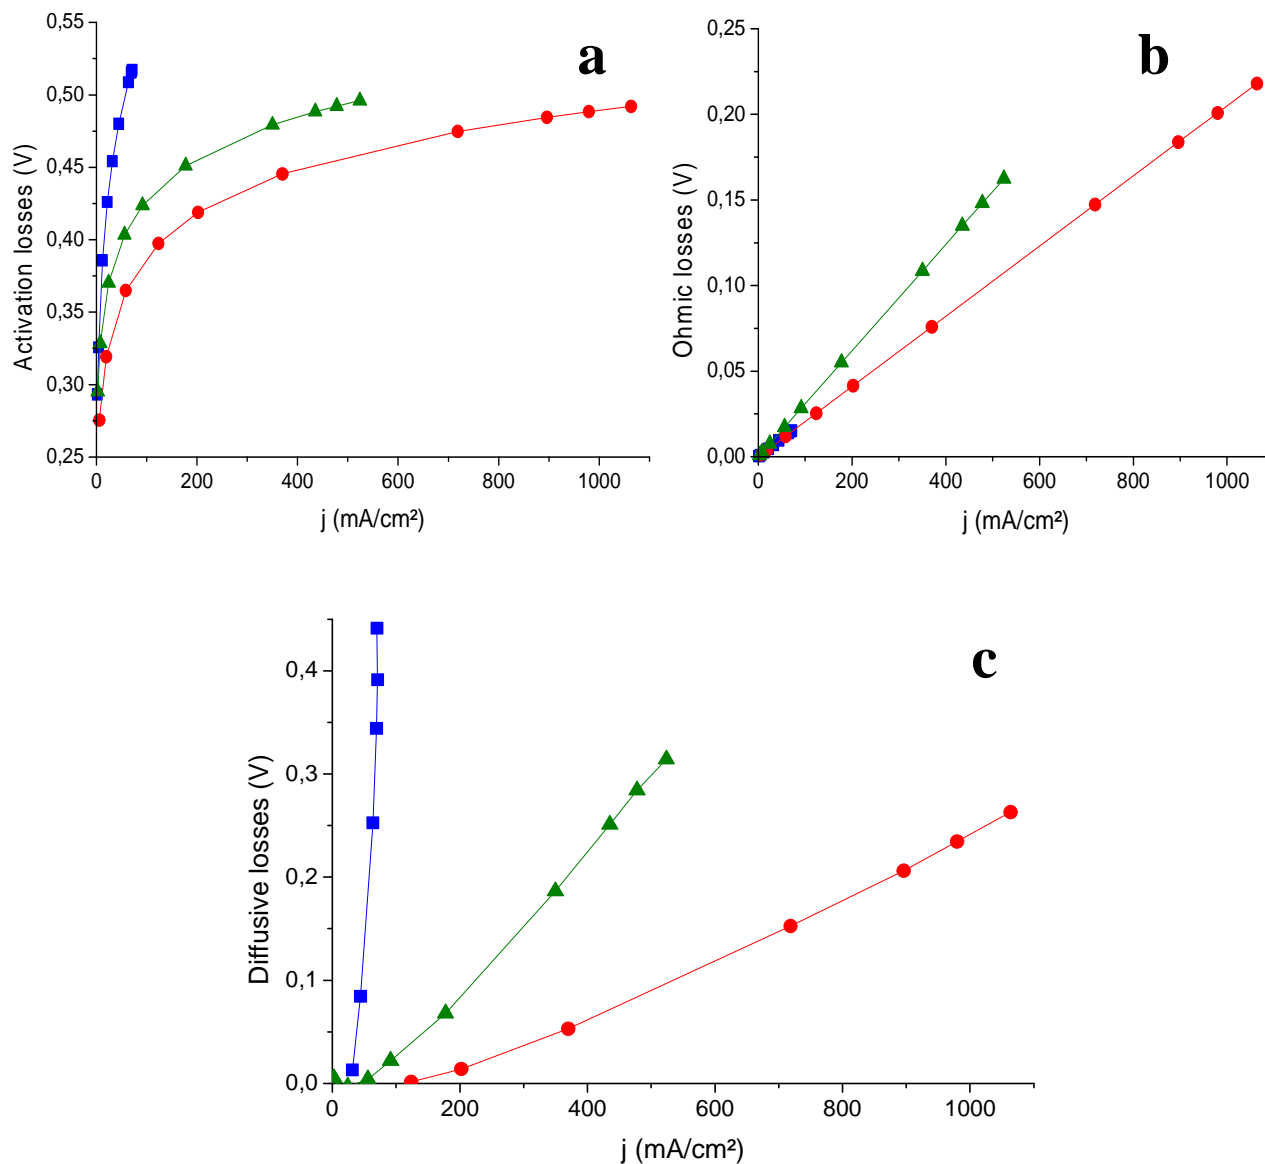 a
0,55
0,50
0,45
0,40
0,35
0,30
0,25
Activation losses (V)
0 200 400 600 800 1000
j (mA/cm²)
b
0,25
0,20
0,15
0,10
0,05
0,00
Ohmic losses (V)
0 200 400 600 800 1000
j (mA/cm²)
c
0,4
0,3
0,2
0,1
0,0
Diffusive losses (V)
0 200 400 600 800 1000
j (mA/cm²)